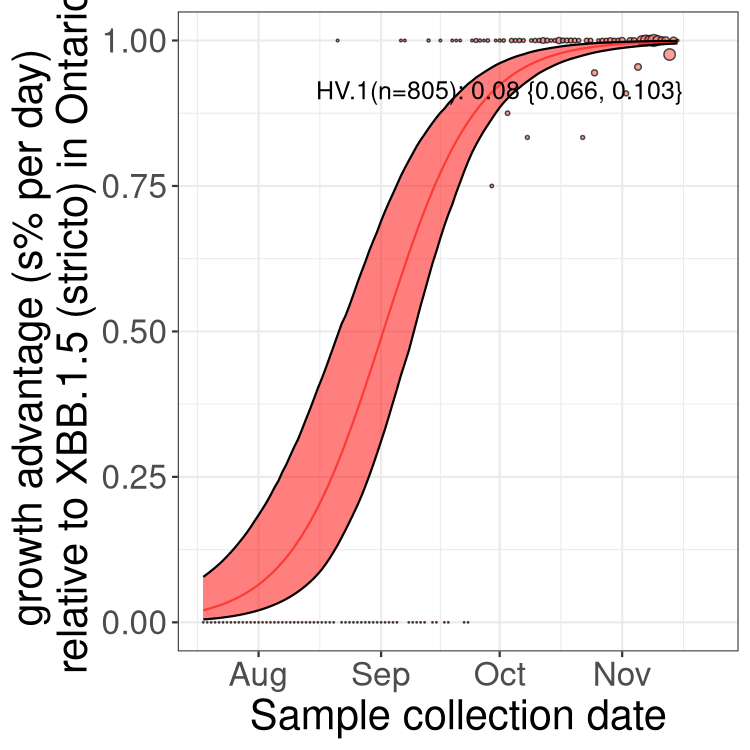 growth advantage (s% per day)
relative to XBB.1.5 (stricto) in Ontario
1.00
0.75
0.50
0.25
0.00
HV.1(n=805): 0.08 {0.066, 0.103}
Aug Sep Oct Nov
Sample collection date